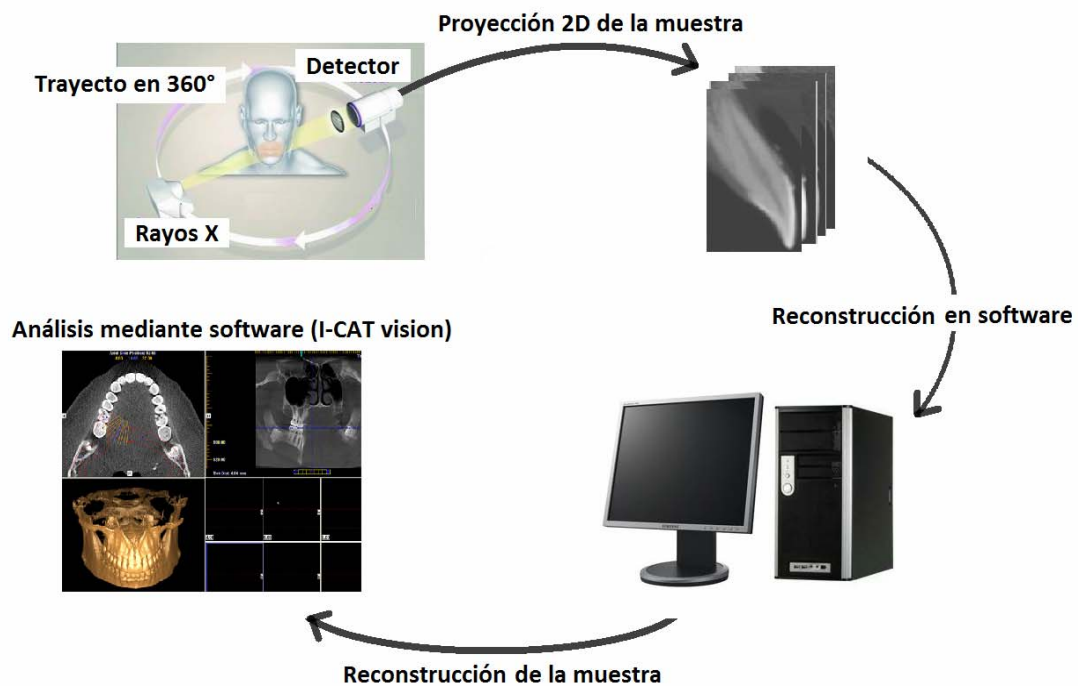 Proyección 2D de la muestra
Detector
Trayecto en 360°
Rayos X
Reconstrucción en software
Análisis mediante software (I-CAT vision)
Reconstrucción de la muestra